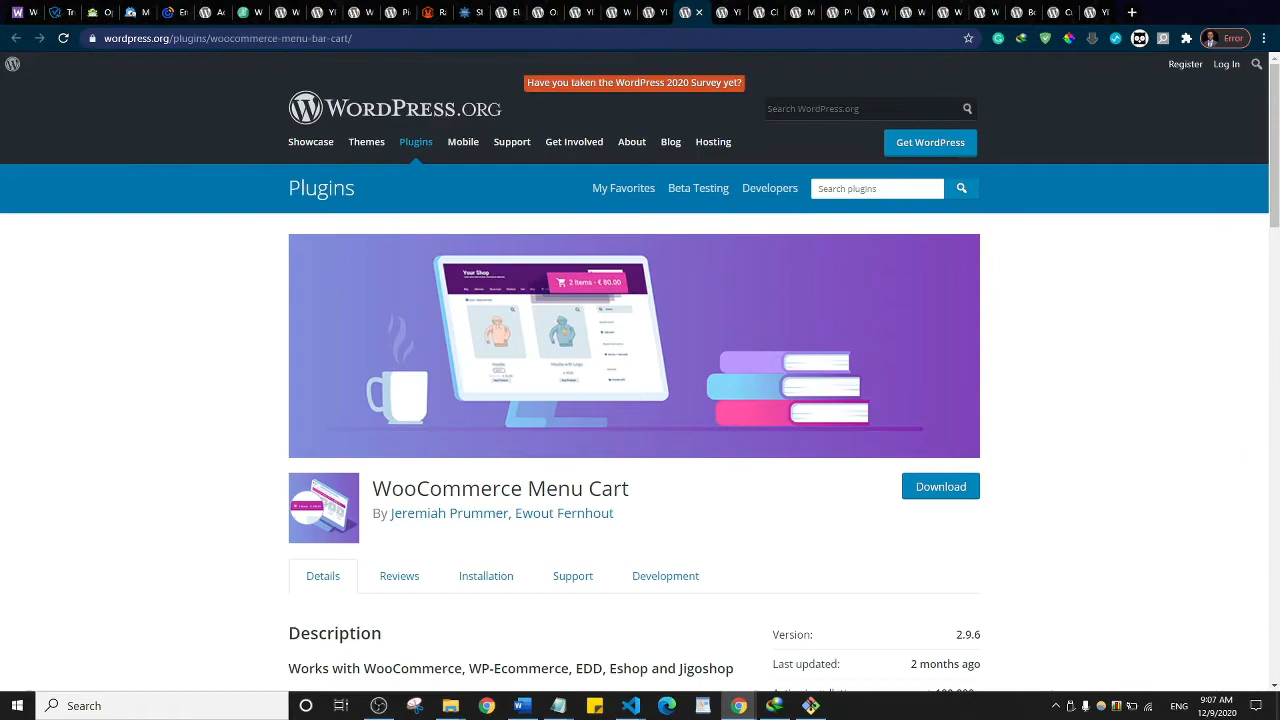 wordpress.org/plugins/woocommerce-menu-bar-cart/
Error
Register
Log In
Have you taken the WordPress 2020 Survey yet?
WORDPRESS.ORG
Search WordPress.org
Showcase
Themes
Plugins
Mobile
Support
Get Involved
About
Blog
Hosting
Get WordPress
Plugins
My Favorites
Beta Testing
Developers
Search plugins
Your Shop
2 Items - € 80.00
Hoodie
Hoodie with Logo
WooCommerce Menu Cart
By Jeremiah Prummer, Ewout Fernhout
Download
Details
Reviews
Installation
Support
Development
Description
Works with WooCommerce, WP-Ecommerce, EDD, Eshop and Jigoshop
Version: 2.9.6
Last updated: 2 months ago
Search
ENG
9:07 AM
12/9/2020